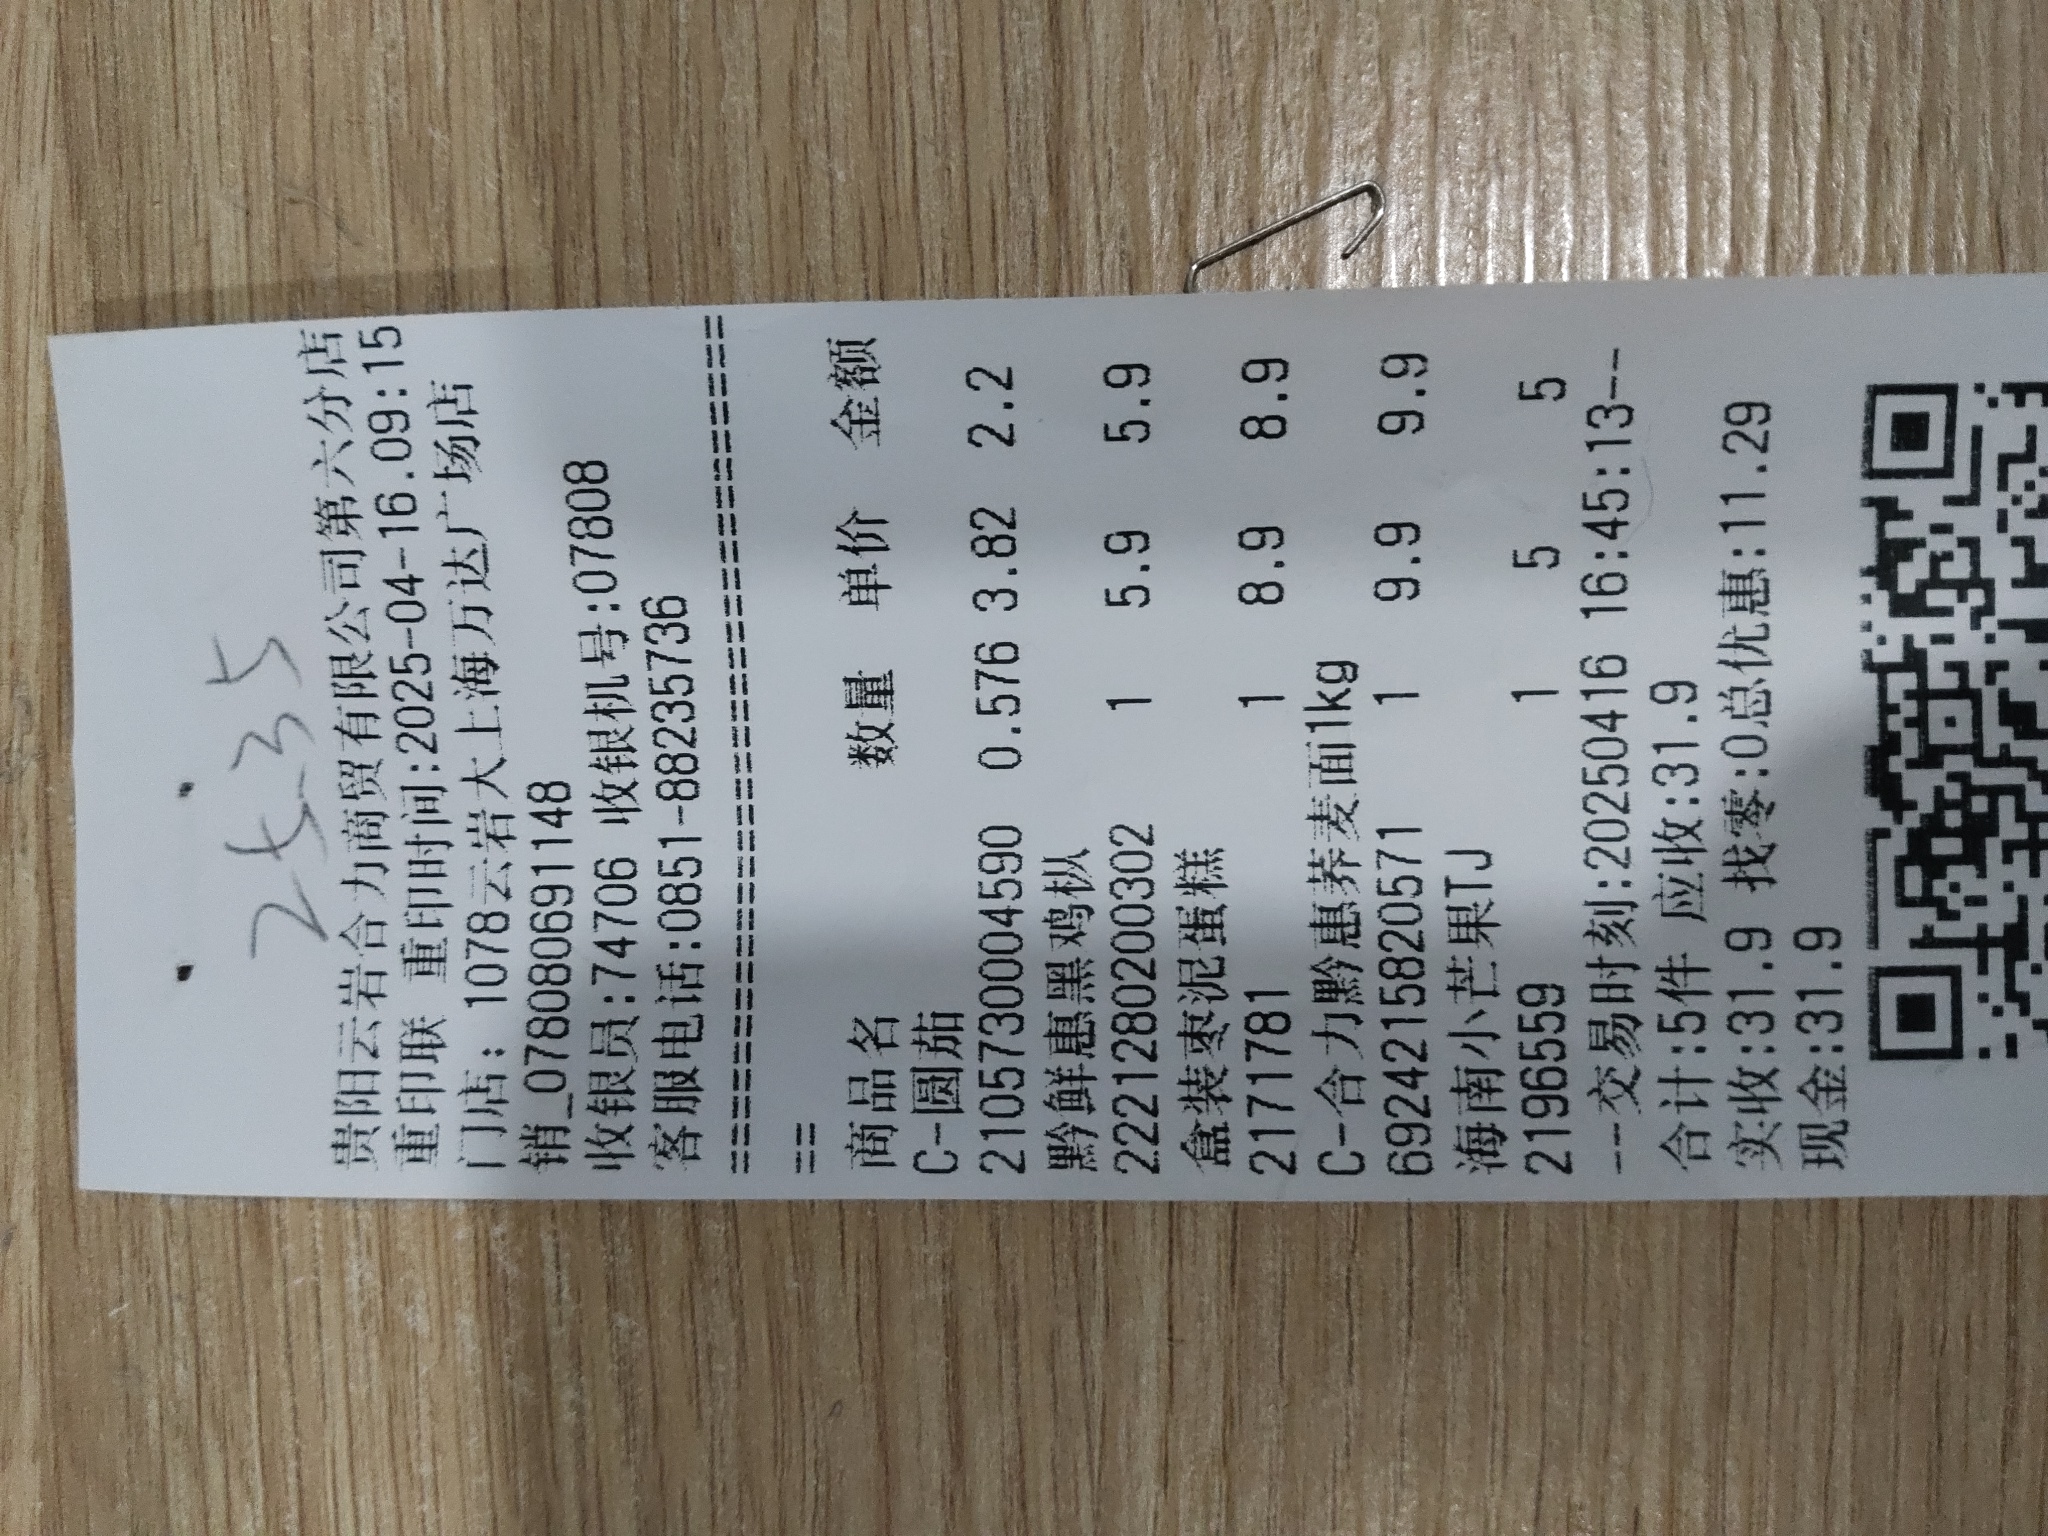 25.35
贵阳云岩合力商贸有限公司第六分店
重印联 重印时间:2025-04-16.09:15
门店: 1078云岩大上海万达广场店
销_0780806911​48
收银员:74706 收银机号:07808
客服电话:0851-88235736
======================================
==
商品名 数量 单价 金额
C-圆茄
2105730004590 0.576 3.82 2.2
黔鲜惠黑鸡枞
2221280200302 1 5.9 5.9
盒装枣泥蛋糕
2171781 1 8.9 8.9
C-合力黔惠荞麦面1kg
6924215820571 1 9.9 9.9
海南小芒果TJ
2196559 1 5 5
--交易时刻:20250416 16:45:13--
合计:5件 应收:31.9
实收:31.9 找零:0总优惠:11.29
现金:31.9